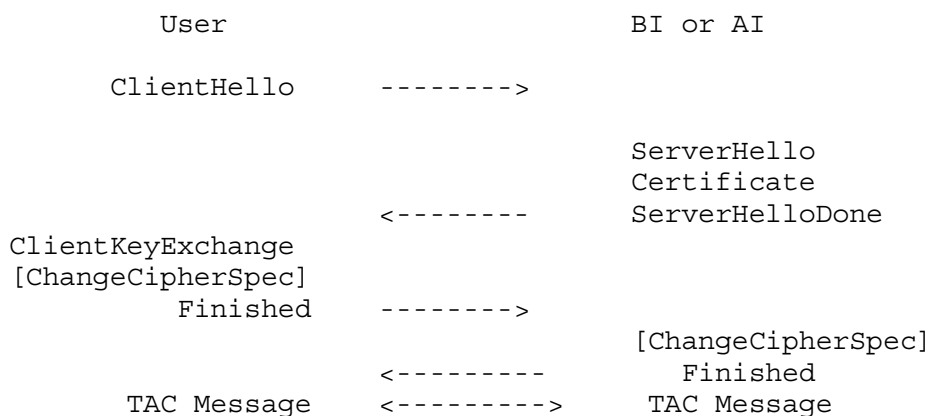 User BI or AI
ClientHello -------->
ServerHello
Certificate
<-------- ServerHelloDone
ClientKeyExchange
[ChangeCipherSpec]
Finished -------->
[ChangeCipherSpec]
<--------- Finished
TAC Message <---------> TAC Message